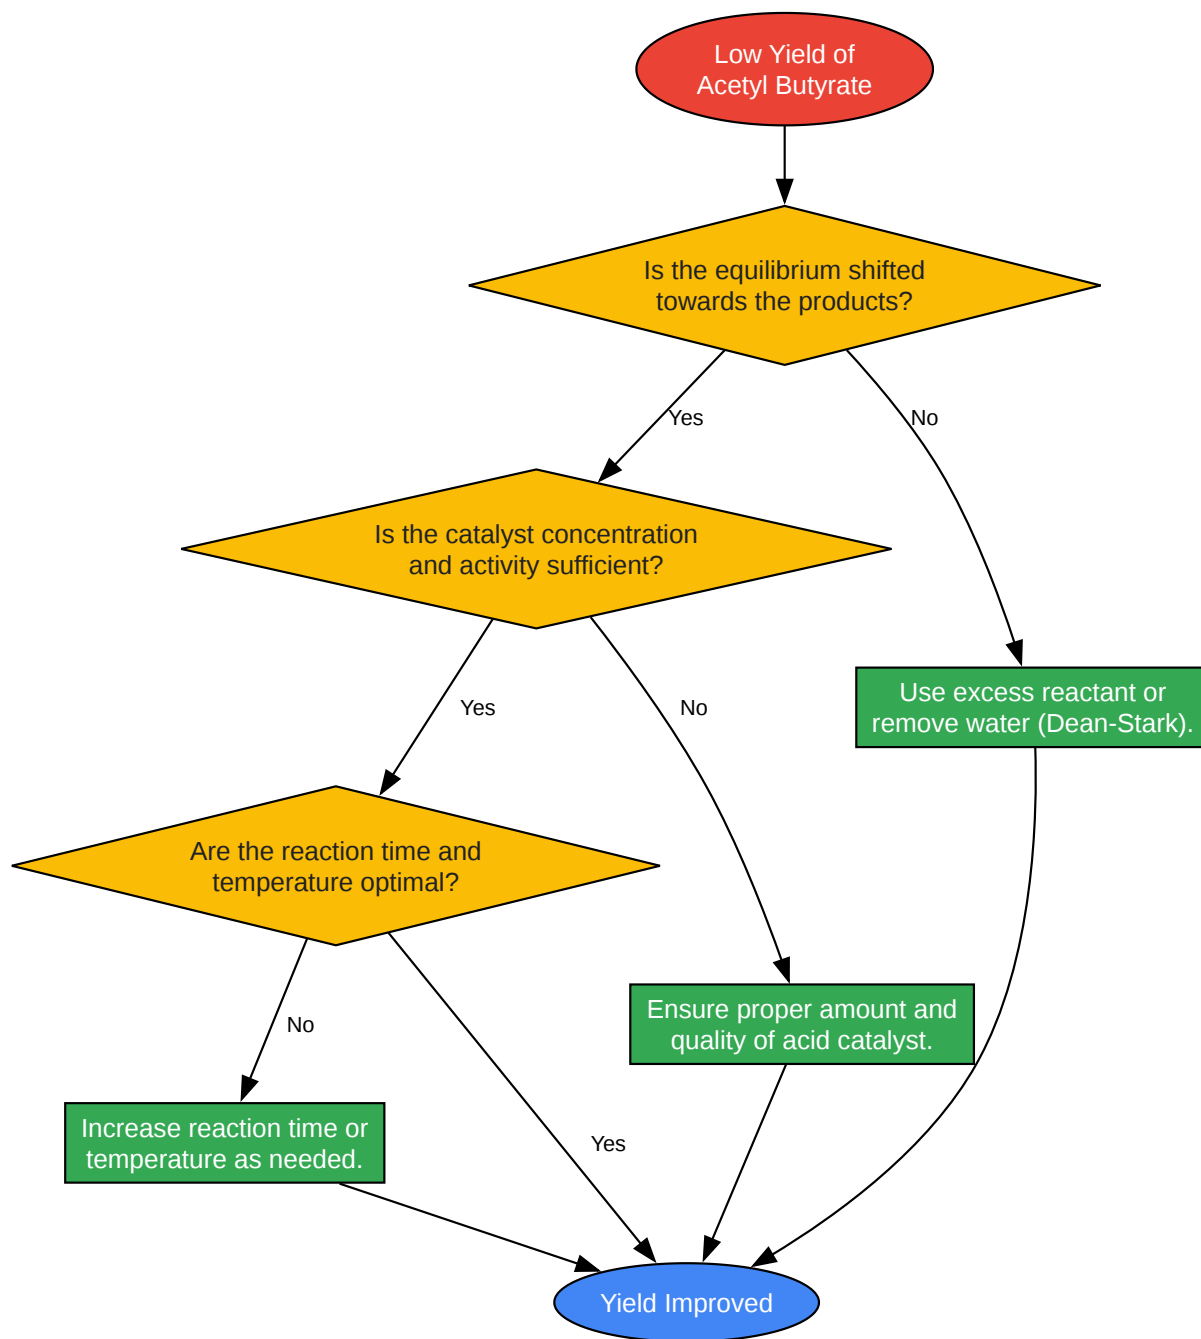 Low Yield of
Acetyl Butyrate
Is the equilibrium shifted
towards the products?
Yes
No
Is the catalyst concentration
and activity sufficient?
Use excess reactant or
remove water (Dean-Stark).
Yes
No
Are the reaction time and
temperature optimal?
Ensure proper amount and
quality of acid catalyst.
No
Increase reaction time or
temperature as needed.
Yes
Yield Improved